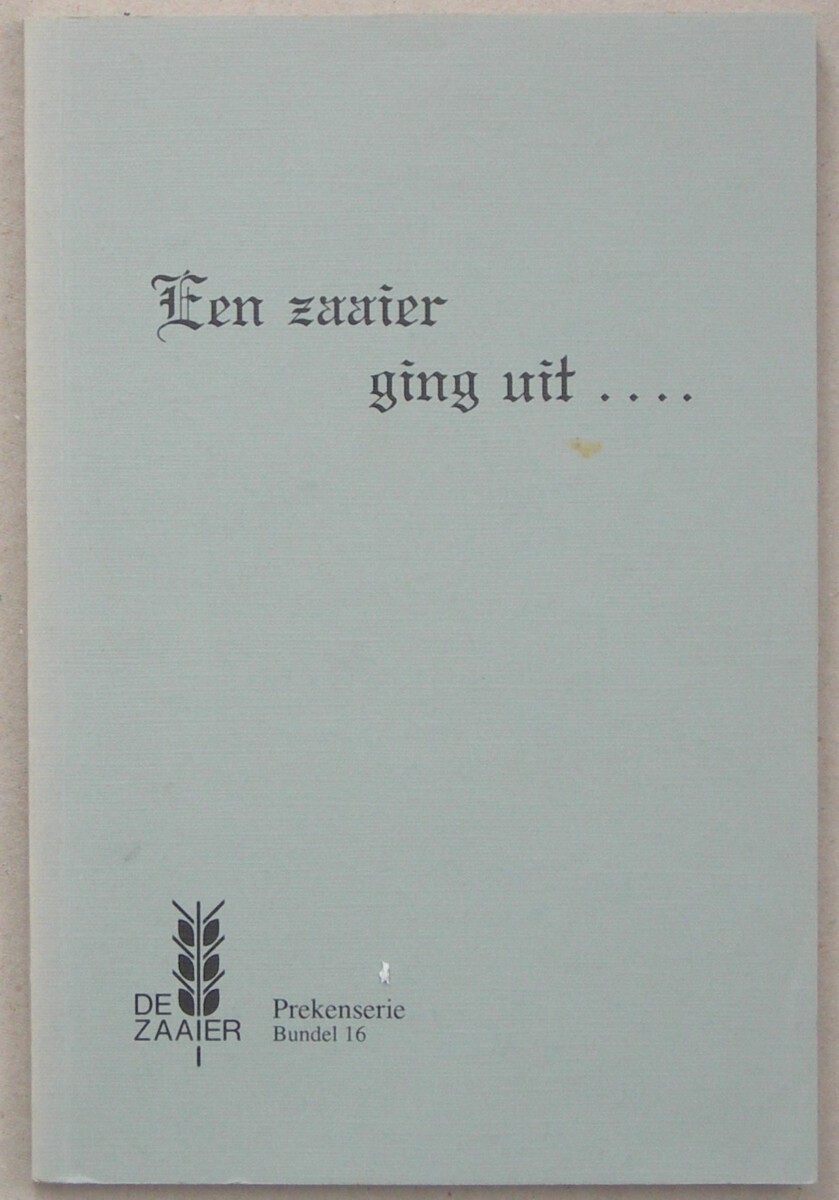 Een zaaier
ging uit ....
DE
ZAAIER
Prekenserie
Bundel 16